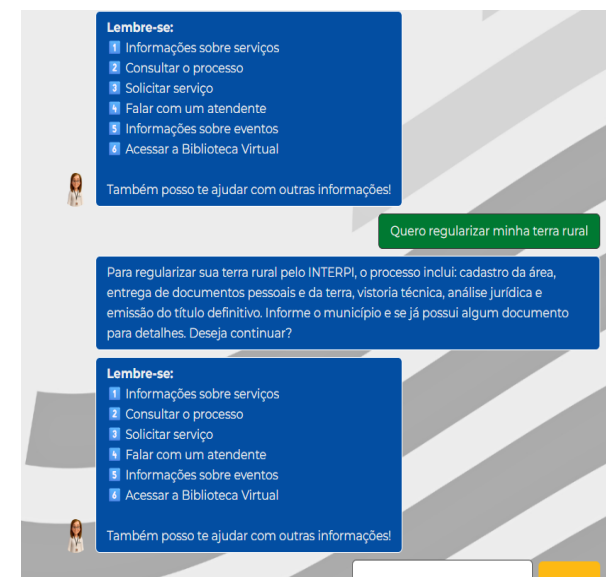 Lembre-se:
1 Informações sobre serviços
2 Consultar o processo
3 Solicitar serviço
4 Falar com um atendente
5 Informações sobre eventos
6 Acessar a Biblioteca Virtual
Também posso te ajudar com outras informações!
Quero regularizar minha terra rural
Para regularizar sua terra rural pelo INTERPI, o processo inclui: cadastro da área,
entrega de documentos pessoais e da terra, vistoria técnica, análise jurídica e
emissão do título definitivo. Informe o município e se já possui algum documento
para detalhes. Deseja continuar?
Lembre-se:
1 Informações sobre serviços
2 Consultar o processo
3 Solicitar serviço
4 Falar com um atendente
5 Informações sobre eventos
6 Acessar a Biblioteca Virtual
Também posso te ajudar com outras informações!